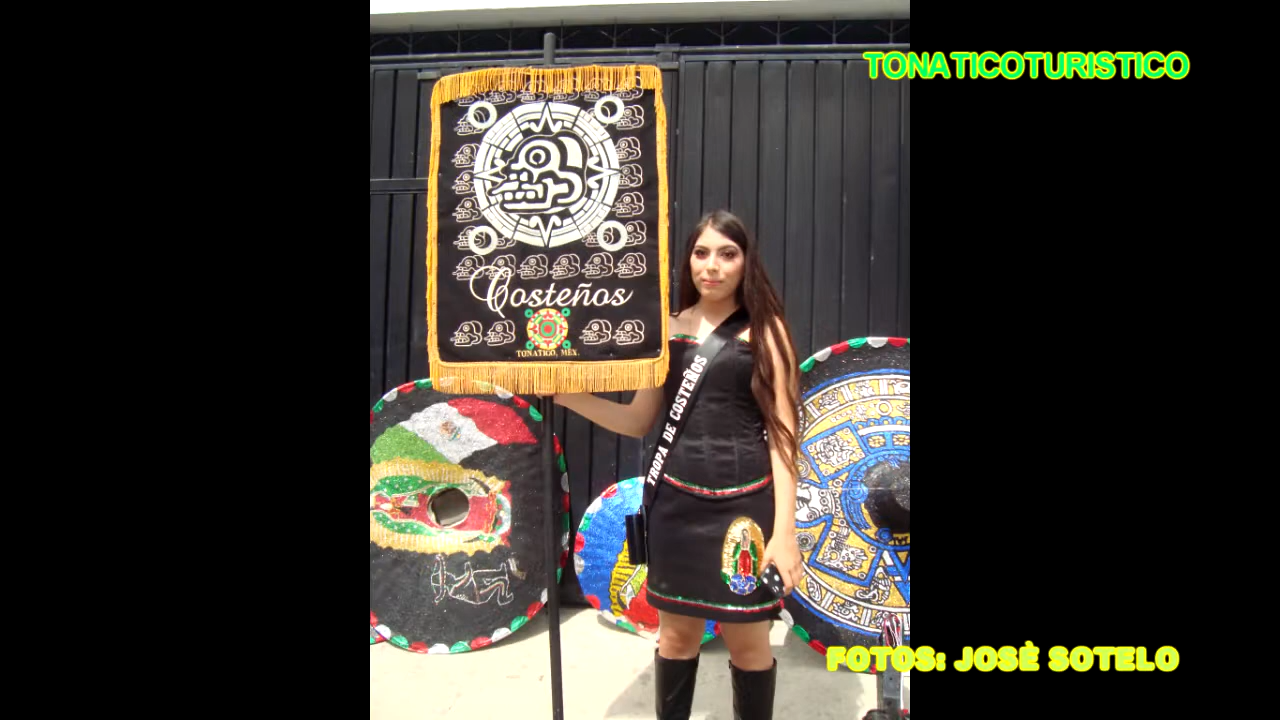 TONATICOTURISTICO
Costeños
TONATICO, MEX.
TROPA DE COSTEÑOS
FOTOS: JOSÈ SOTELO